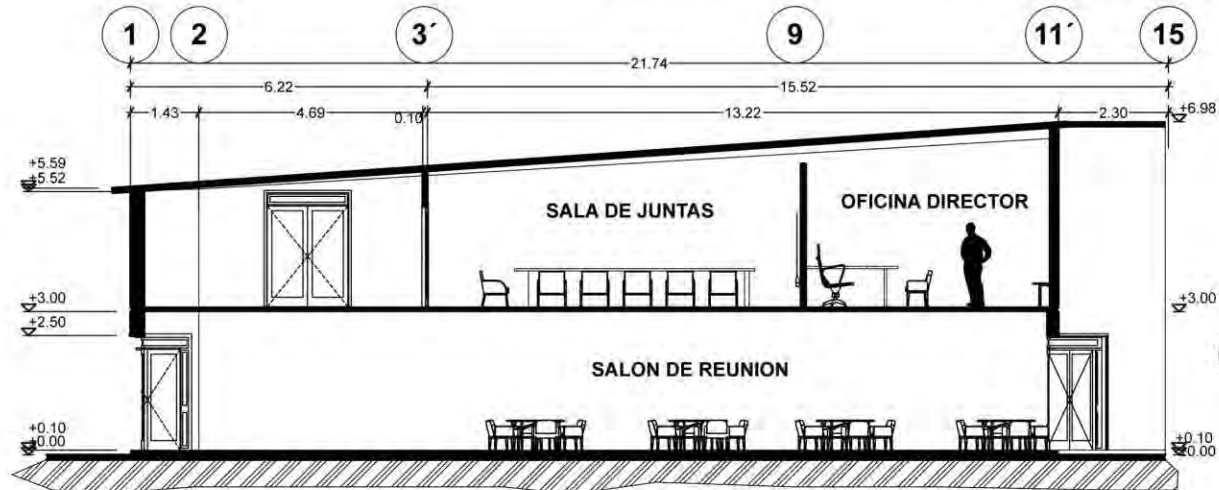 1 2 3´ 9 11´ 15
21.74
6.22 15.52
1.43 4.69 0.10 13.22 2.30
+6.98
+5.59
+5.52
SALA DE JUNTAS
OFICINA DIRECTOR
+3.00 +3.00
+2.50
SALON DE REUNION
+0.10 +0.10
±0.00 ±0.00